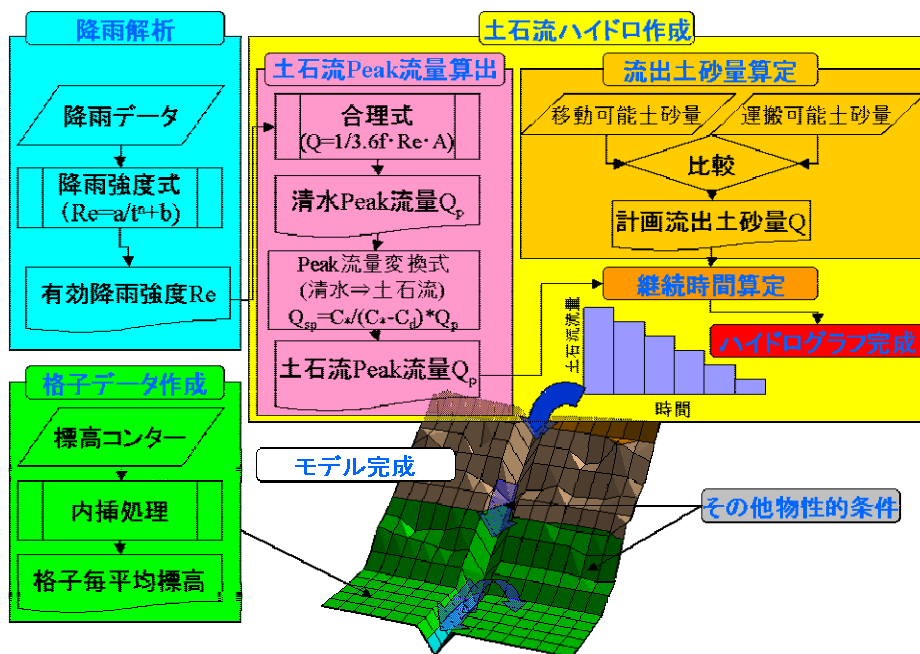 降雨解析
降雨データ
降雨強度式
(Re=a/tⁿ+b)
有効降雨強度Re
土石流ハイドロ作成
土石流Peak流量算出
合理式
(Q=1/3.6f・Re・A)
清水Peak流量Qp
Peak流量変換式
(清水⇒土石流)
Qsp=C*/(C*-Cd)*Qp
土石流Peak流量Qp
流出土砂量算定
移動可能土砂量
運搬可能土砂量
比較
計画流出土砂量Q
継続時間算定
ハイドログラフ完成
土石流流量
時間
格子データ作成
標高コンター
内挿処理
格子毎平均標高
モデル完成
その他物性的条件